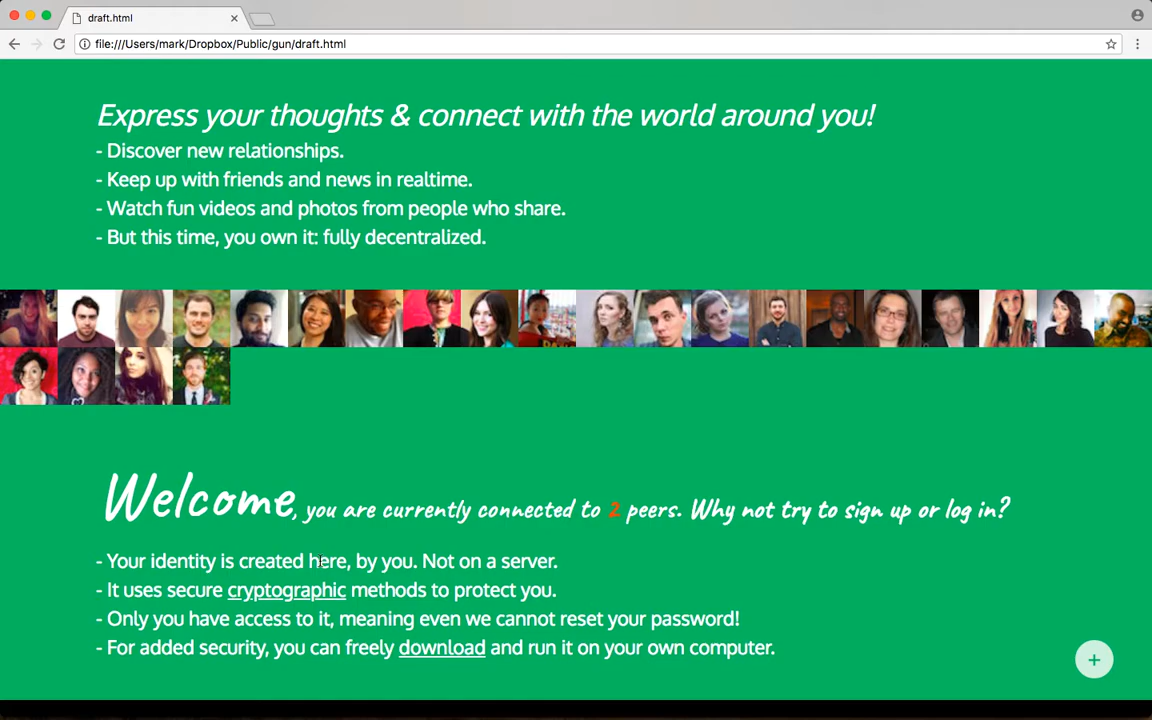 draft.html
file:///Users/mark/Dropbox/Public/gun/draft.html
Express your thoughts & connect with the world around you!
- Discover new relationships.
- Keep up with friends and news in realtime.
- Watch fun videos and photos from people who share.
- But this time, you own it: fully decentralized.
Welcome, you are currently connected to 2 peers. Why not try to sign up or log in?
- Your identity is created here, by you. Not on a server.
- It uses secure cryptographic methods to protect you.
- Only you have access to it, meaning even we cannot reset your password!
- For added security, you can freely download and run it on your own computer.
+